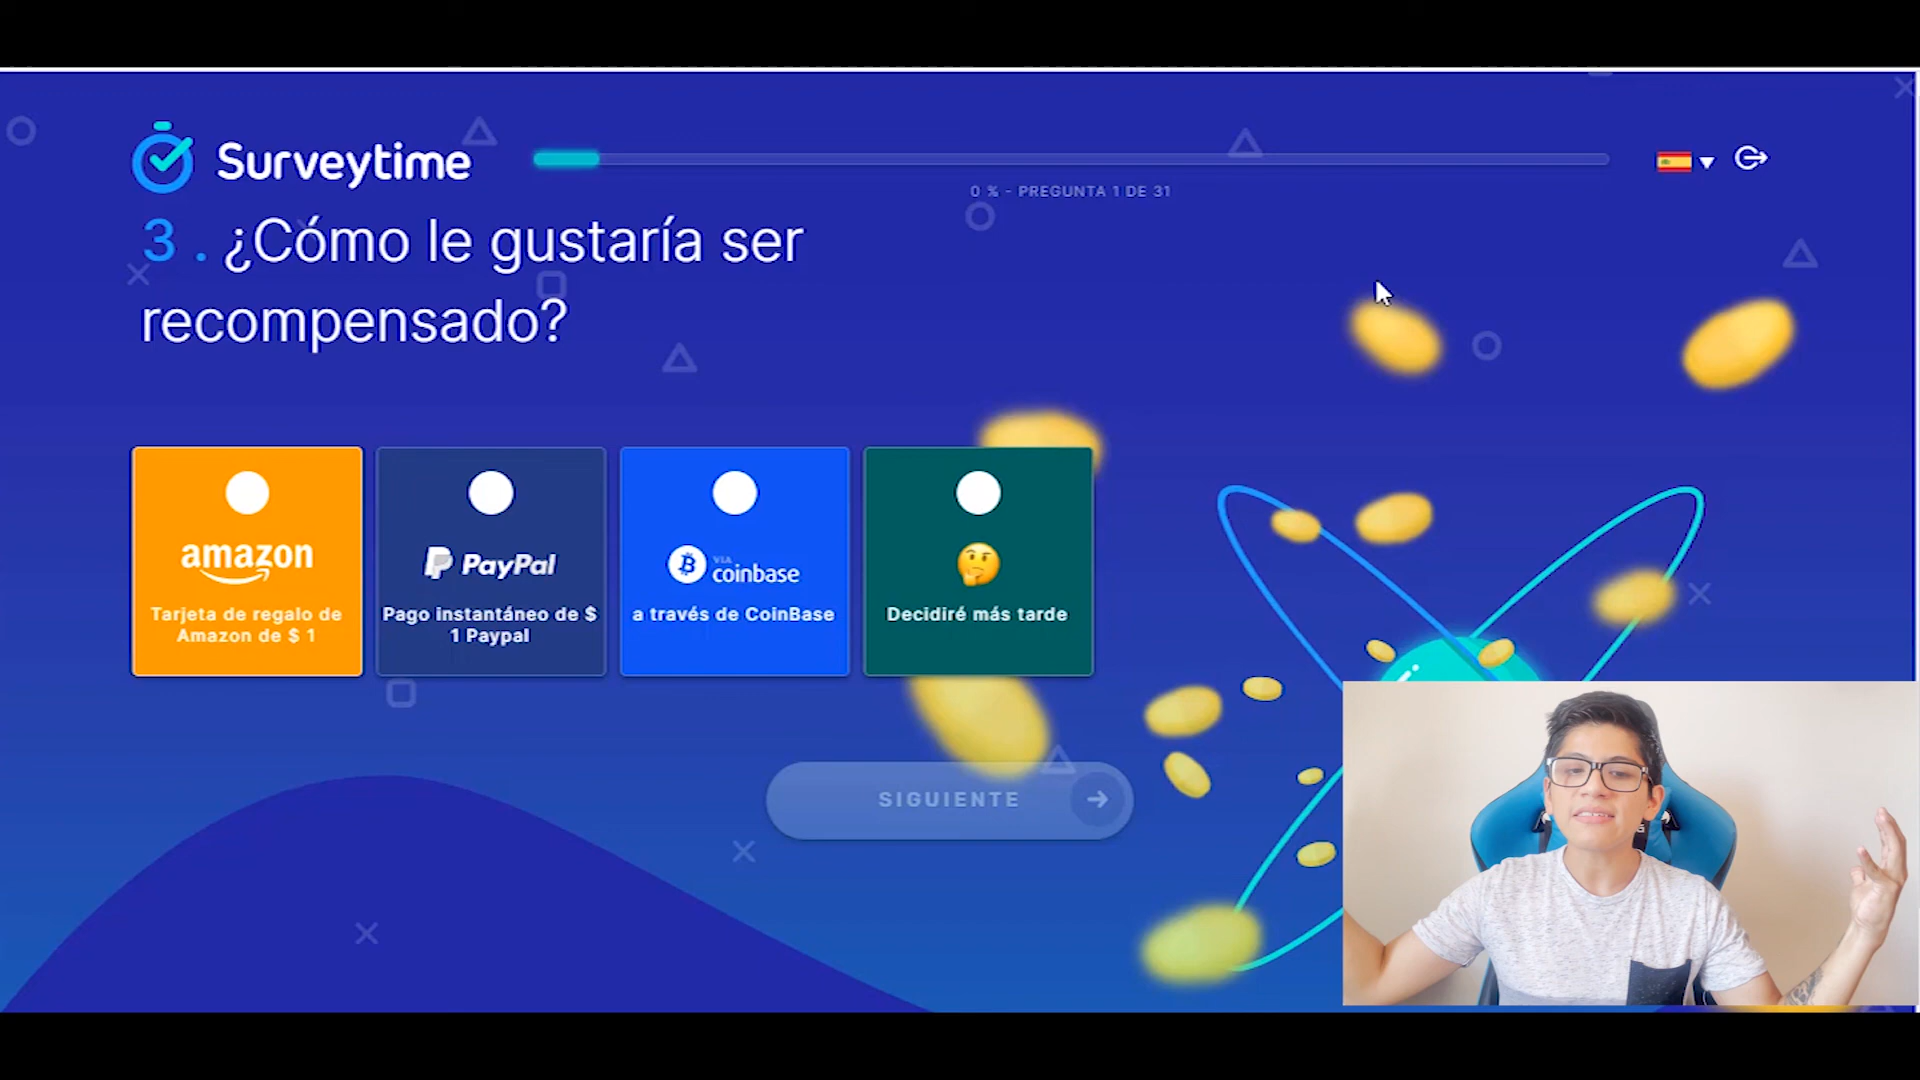 Surveytime
0 % - PREGUNTA 1 DE 31
3 . ¿Cómo le gustaría ser
recompensado?
amazon
Tarjeta de regalo de
Amazon de $ 1
PayPal
Pago instantáneo de $
1 Paypal
VIA
coinbase
a través de CoinBase
Decidiré más tarde
SIGUIENTE